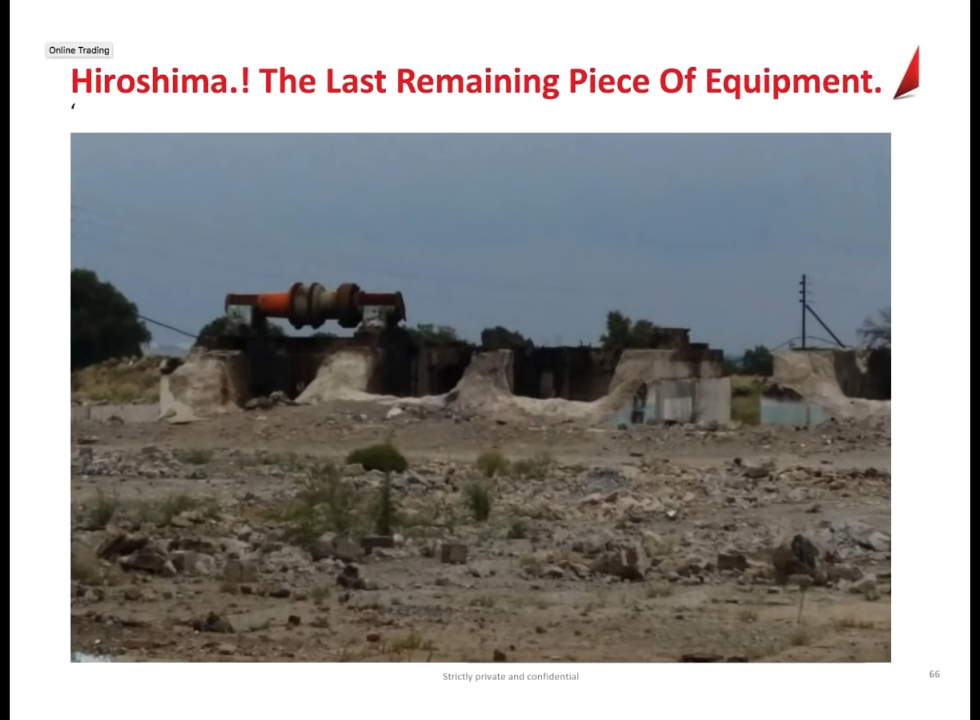 Online Trading
Hiroshima.! The Last Remaining Piece Of Equipment.
‘
Strictly private and confidential
66